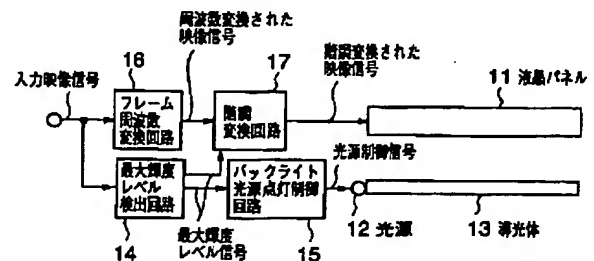 周波数変換された
映像信号
階調変換された
映像信号
入力映像信号
16
17
11 液晶パネル
フレーム
周波数
変換回路
階調
変換回路
光源制御信号
最大輝度
レベル
検出回路
バックライト
光源点灯制御
回路
12 光源
13 導光体
14
最大輝度
レベル信号
15